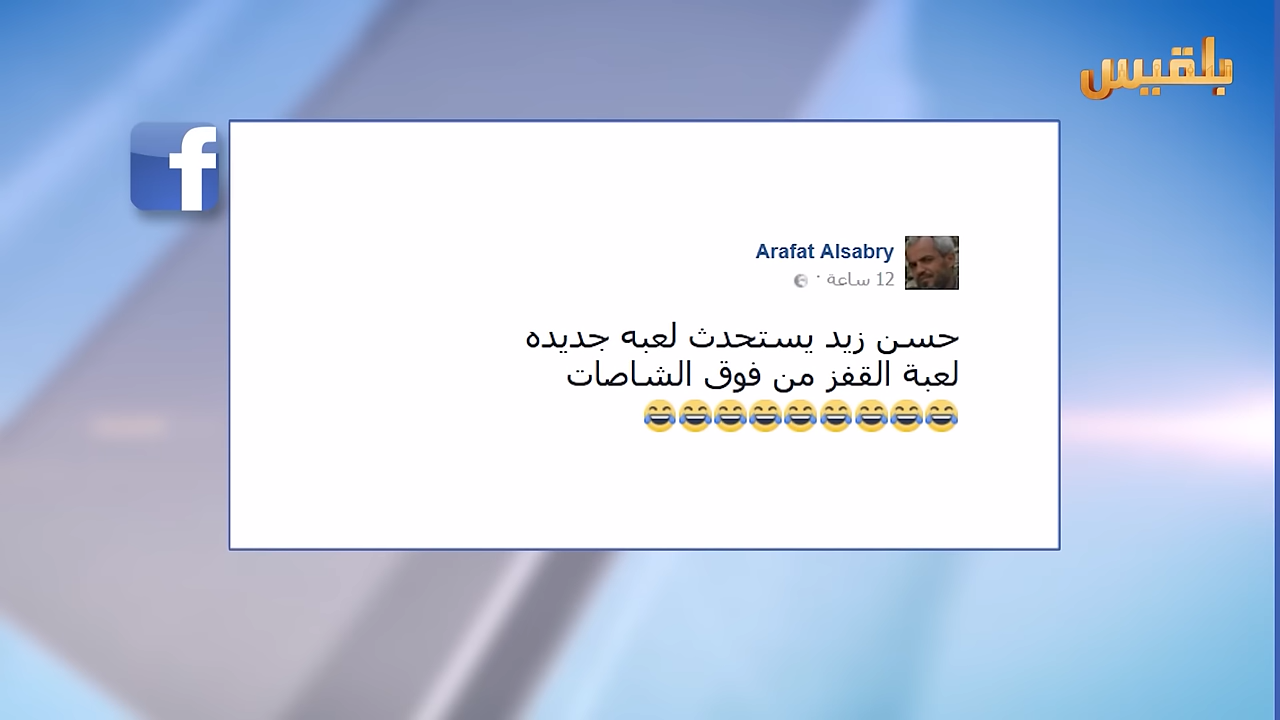 بلقيس
f
Arafat Alsabry
12 ساعة ·
حسن زيد يستحدث لعبه جديده
لعبة القفز من فوق الشاصات
😂😂😂😂😂😂😂😂😂